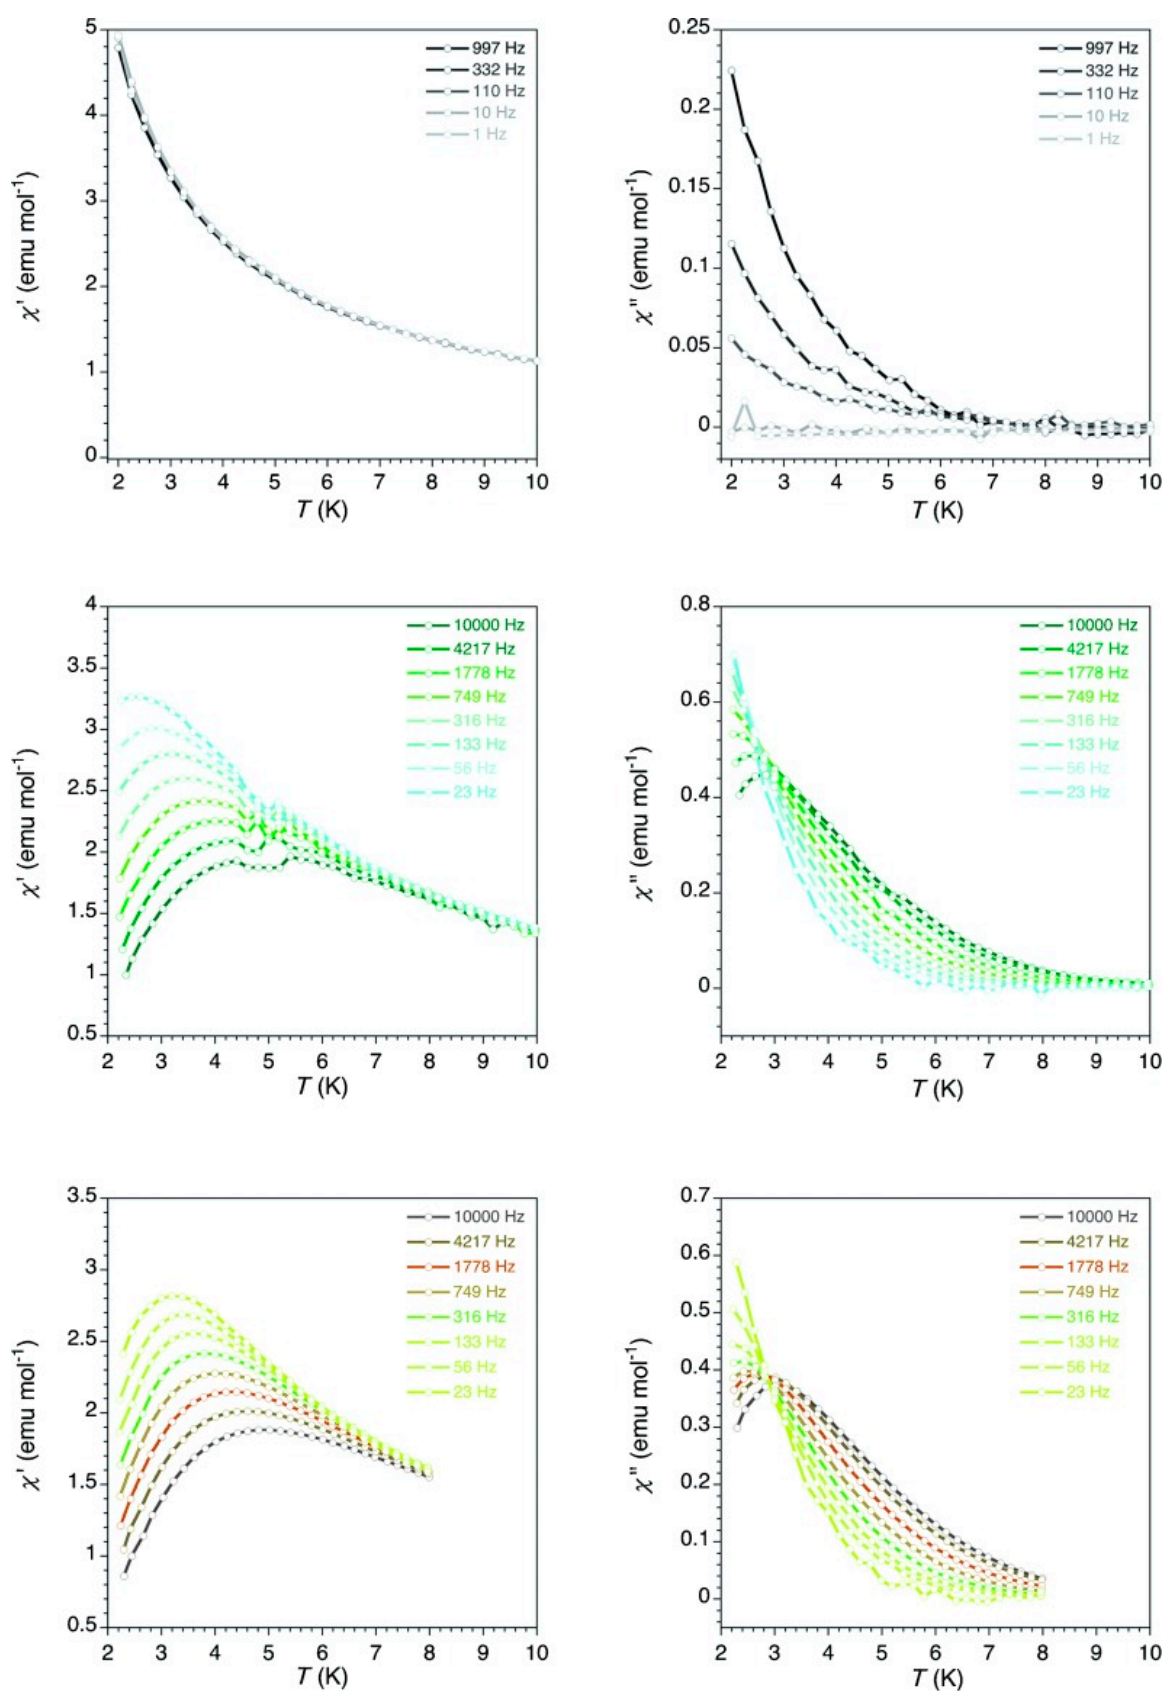 5
4
3
2
1
0
χ' (emu mol⁻¹)
997 Hz
332 Hz
110 Hz
10 Hz
1 Hz
2 3 4 5 6 7 8 9 10
T (K)
0.25
0.2
0.15
0.1
0.05
0
χ" (emu mol⁻¹)
997 Hz
332 Hz
110 Hz
10 Hz
1 Hz
2 3 4 5 6 7 8 9 10
T (K)
4
3.5
3
2.5
2
1.5
1
0.5
χ' (emu mol⁻¹)
10000 Hz
4217 Hz
1778 Hz
749 Hz
316 Hz
133 Hz
56 Hz
23 Hz
2 3 4 5 6 7 8 9 10
T (K)
0.8
0.6
0.4
0.2
0
χ" (emu mol⁻¹)
10000 Hz
4217 Hz
1778 Hz
749 Hz
316 Hz
133 Hz
56 Hz
23 Hz
2 3 4 5 6 7 8 9 10
T (K)
3.5
3
2.5
2
1.5
1
0.5
χ' (emu mol⁻¹)
10000 Hz
4217 Hz
1778 Hz
749 Hz
316 Hz
133 Hz
56 Hz
23 Hz
2 3 4 5 6 7 8 9 10
T (K)
0.7
0.6
0.5
0.4
0.3
0.2
0.1
0
χ" (emu mol⁻¹)
10000 Hz
4217 Hz
1778 Hz
749 Hz
316 Hz
133 Hz
56 Hz
23 Hz
2 3 4 5 6 7 8 9 10
T (K)